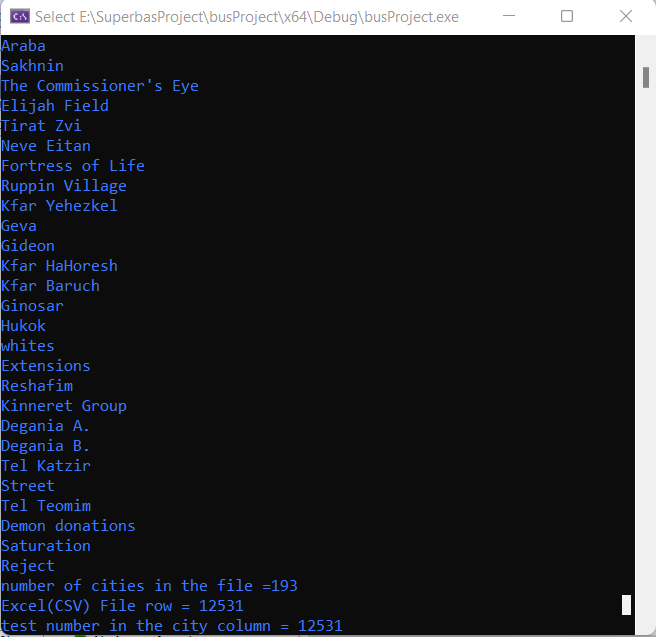 Select E:\SuperbasProject\busProject\x64\Debug\busProject.exe
Araba
Sakhnin
The Commissioner's Eye
Elijah Field
Tirat Zvi
Neve Eitan
Fortress of Life
Ruppin Village
Kfar Yehezkel
Geva
Gideon
Kfar HaHoresh
Kfar Baruch
Ginosar
Hukok
whites
Extensions
Reshafim
Kinneret Group
Degania A.
Degania B.
Tel Katzir
Street
Tel Teomim
Demon donations
Saturation
Reject
number of cities in the file =193
Excel(CSV) File row = 12531
test number in the city column = 12531